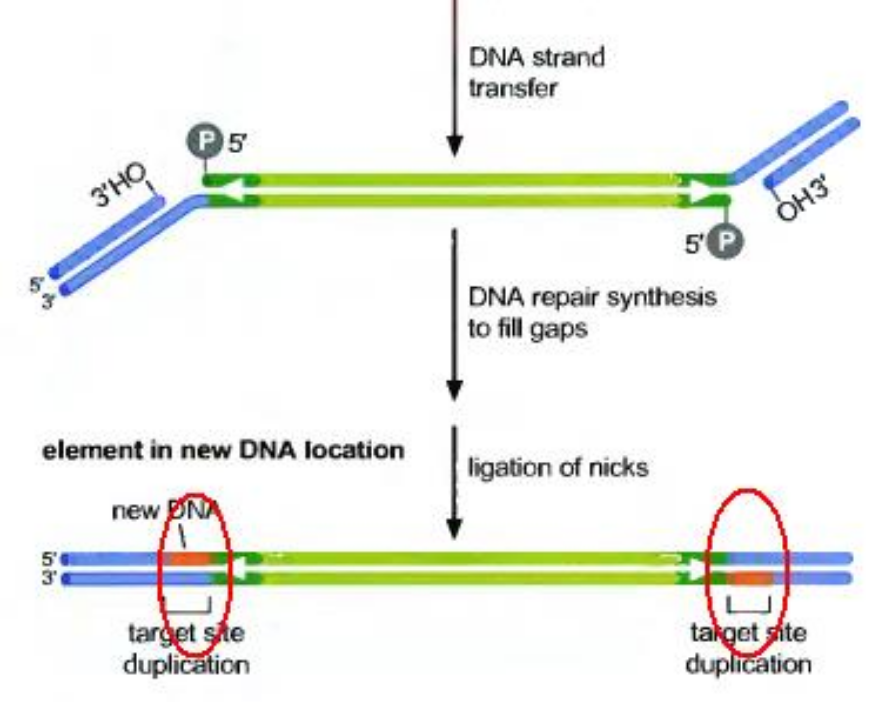 DNA strand
transfer
P 5'
3'HO
OH3'
5' P
5'
3'
DNA repair synthesis
to fill gaps
element in new DNA location
ligation of nicks
new DNA
5'
3'
target site
duplication
target site
duplication